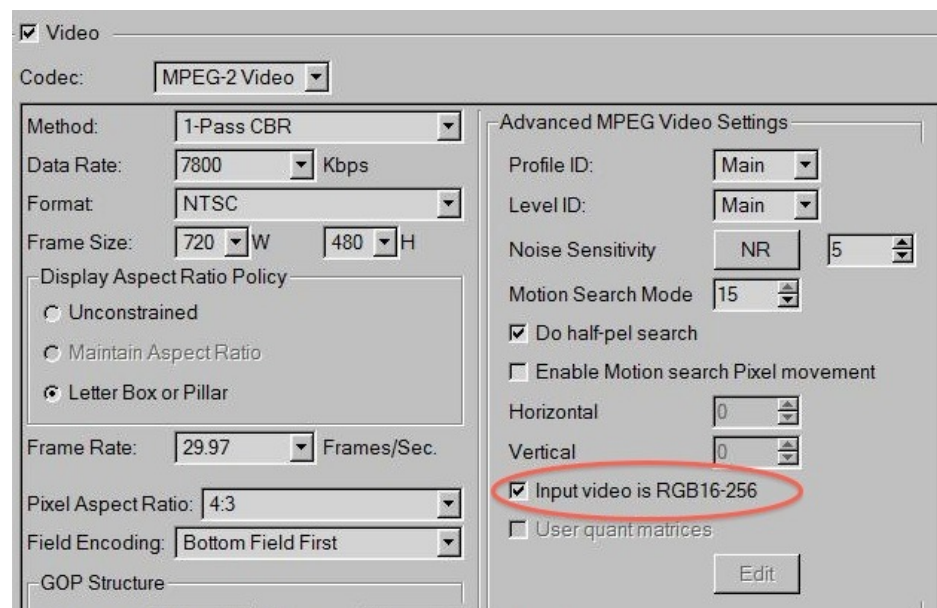 Video
Codec: MPEG-2 Video
Method: 1-Pass CBR
Data Rate: 7800 Kbps
Format: NTSC
Frame Size: 720 W 480 H
Display Aspect Ratio Policy
Unconstrained
Maintain Aspect Ratio
Letter Box or Pillar
Frame Rate: 29.97 Frames/Sec.
Pixel Aspect Ratio: 4:3
Field Encoding: Bottom Field First
GOP Structure
Advanced MPEG Video Settings
Profile ID: Main
Level ID: Main
Noise Sensitivity NR 5
Motion Search Mode 15
Do half-pel search
Enable Motion search Pixel movement
Horizontal 0
Vertical 0
Input video is RGB16-256
User quant matrices
Edit